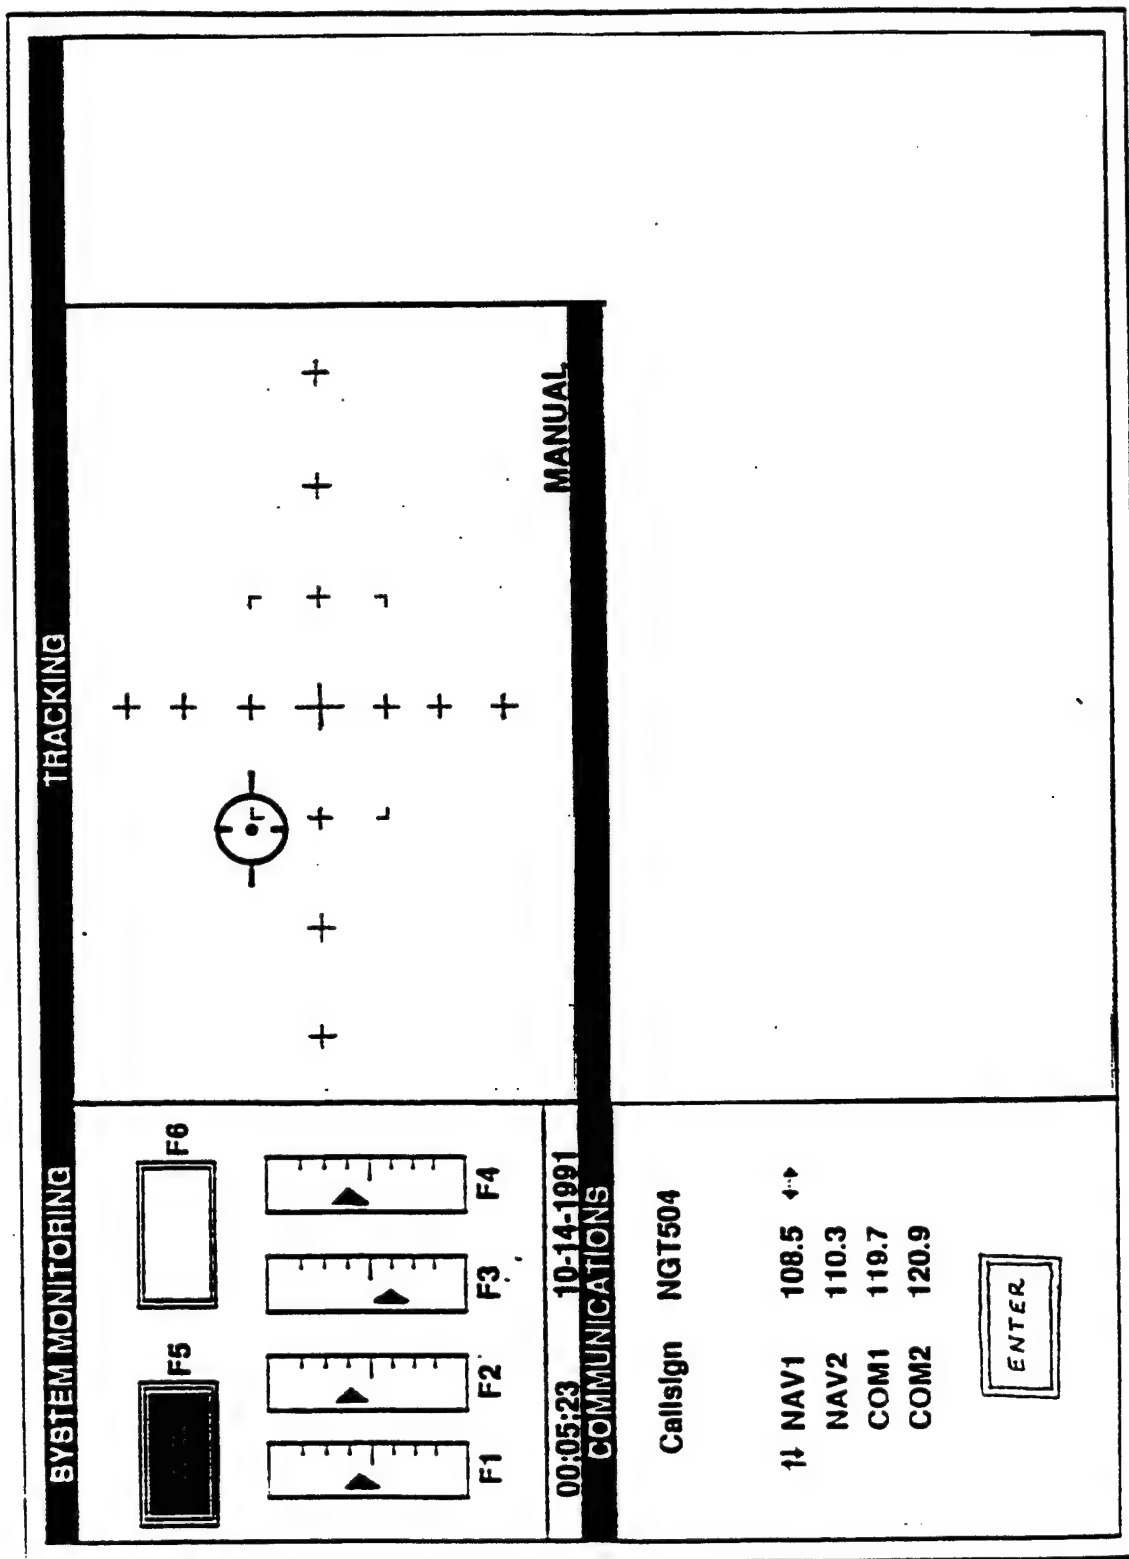 SYSTEM MONITORING
TRACKING
F5
F6
F1 F2 F3 F4
MANUAL
00:05:23 10-14-1991
COMMUNICATIONS
Callsign NGT504
NAV1 108.5
NAV2 110.3
COM1 119.7
COM2 120.9
ENTER